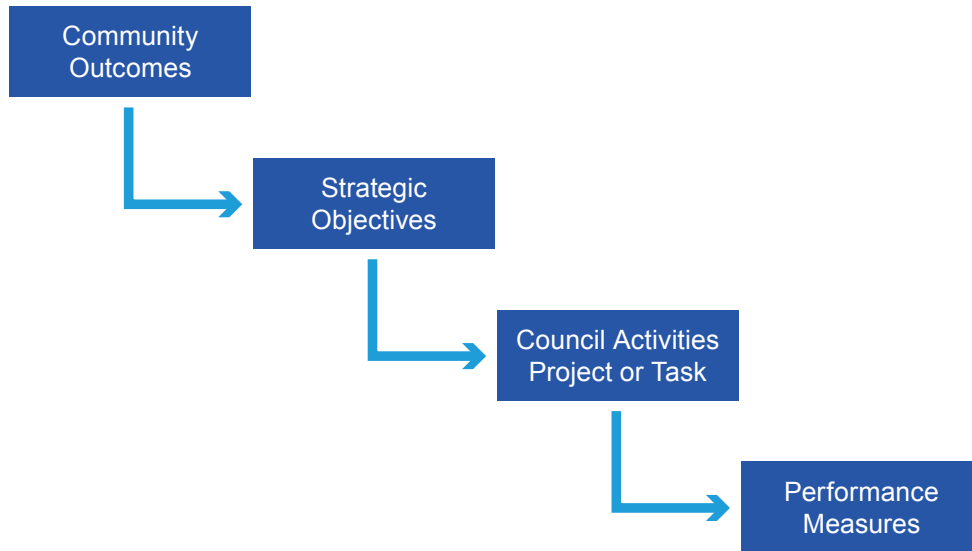 Community
Outcomes
Strategic
Objectives
Council Activities
Project or Task
Performance
Measures